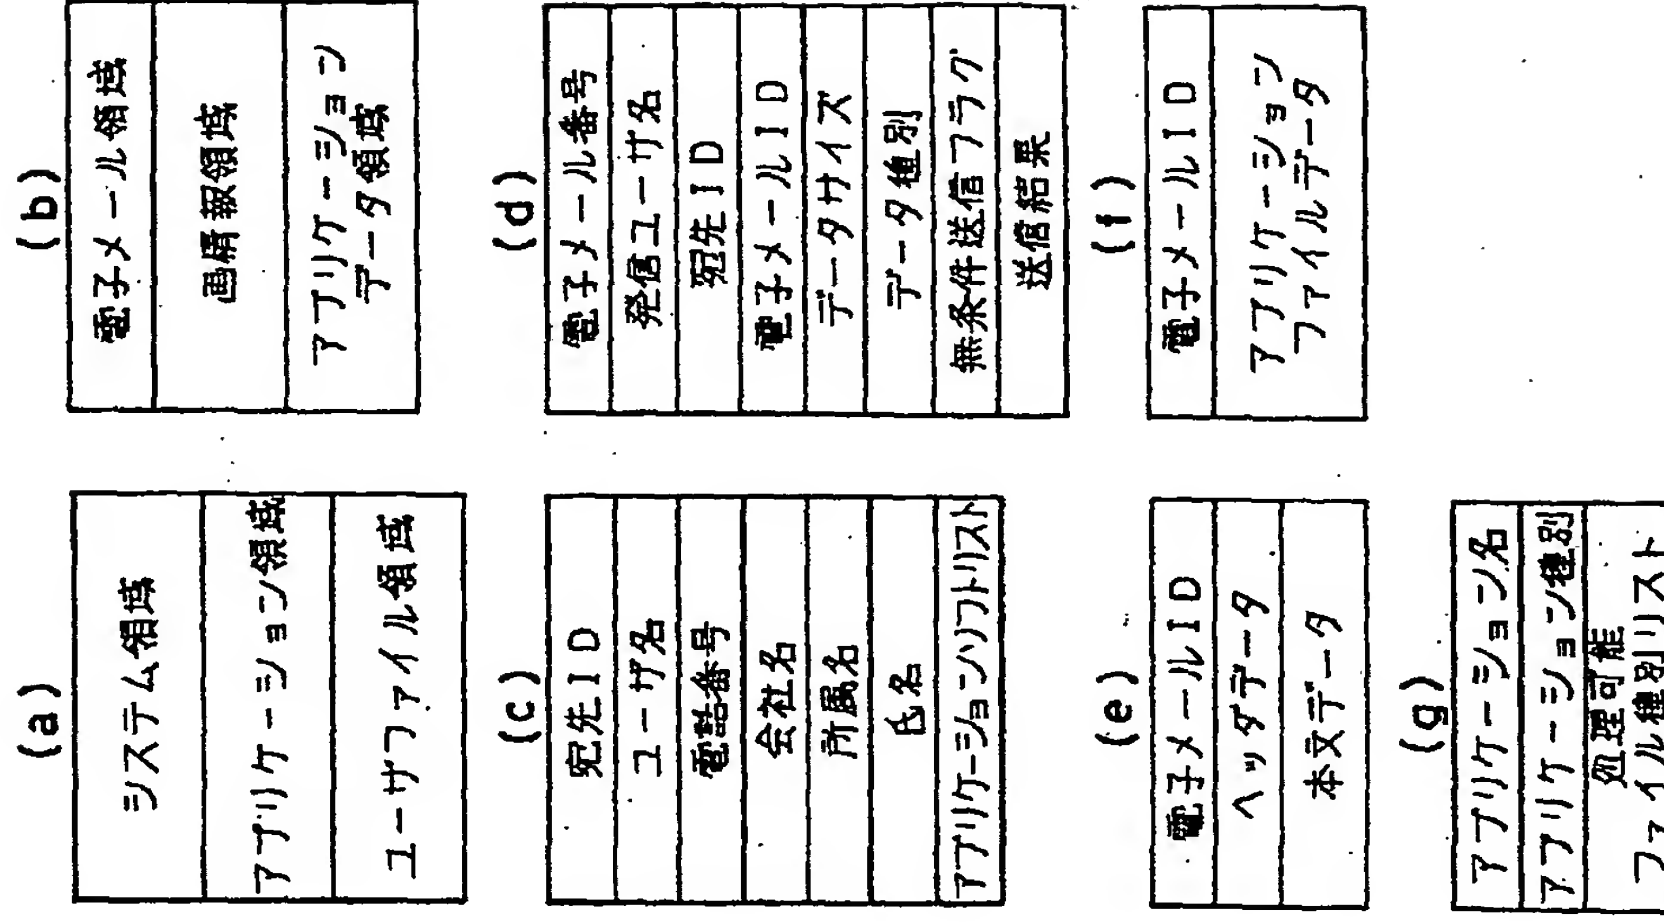 (a)
システム領域
アプリケーション領域
ユーザファイル領域
(b)
電子メール領域
画情報領域
アプリケーション
データ領域
(c)
宛先ID
ユーザ名
電話番号
会社名
所属名
氏名
アプリケーションソフトリスト
(d)
電子メール番号
発信ユーザ名
宛先ID
電子メールID
データサイズ
データ種別
無条件送信フラグ
送信結果
(e)
電子メールID
ヘッダデータ
本文データ
(f)
電子メールID
アプリケーション
ファイルデータ
(g)
アプリケーション名
アプリケーション種別
処理可能
ファイル種別リスト